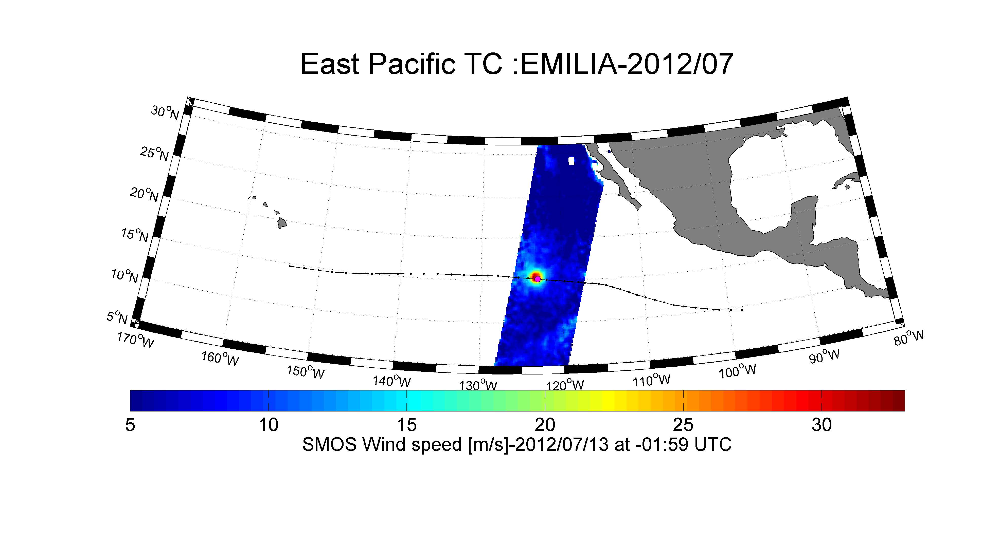 East Pacific TC :EMILIA-2012/07
30°N
25°N
20°N
15°N
10°N
5°N
170°W
160°W
150°W
140°W
130°W
120°W
110°W
100°W
90°W
80°W
5 10 15 20 25 30
SMOS Wind speed [m/s]-2012/07/13 at -01:59 UTC